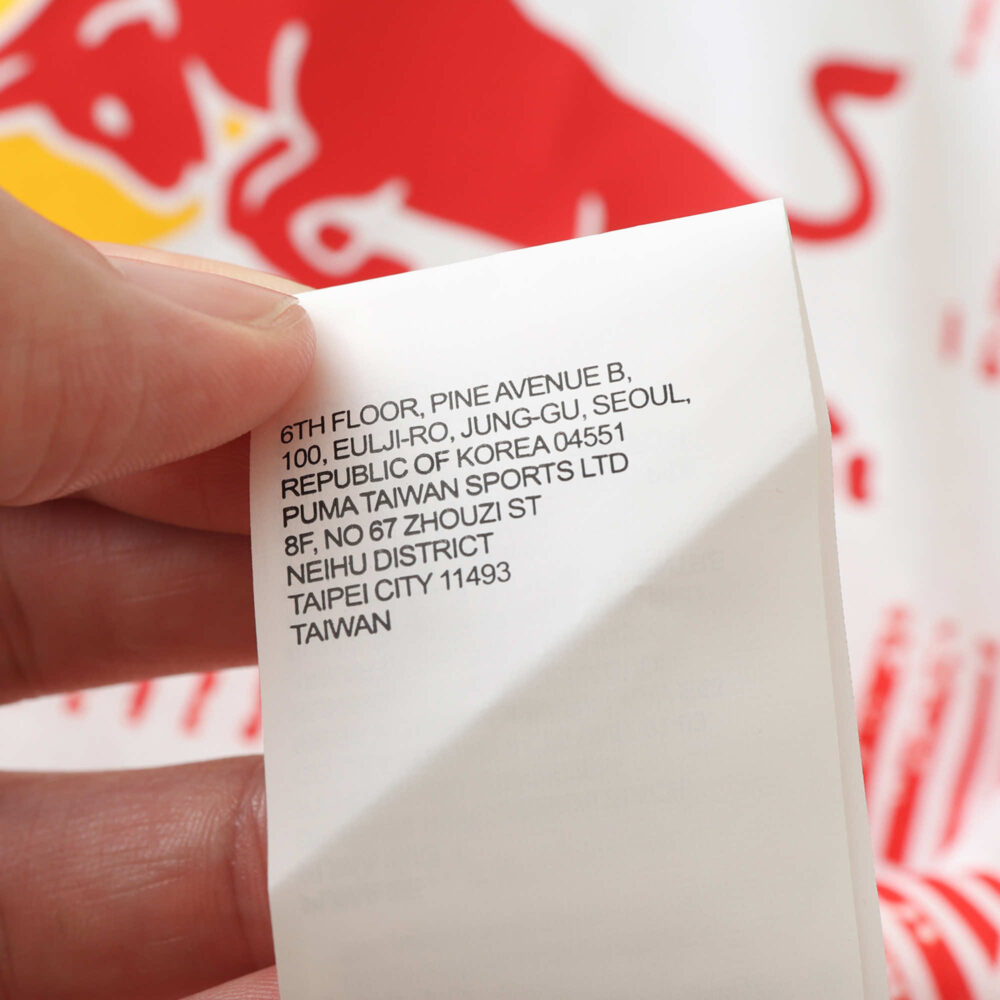 6TH FLOOR, PINE AVENUE B,
100, EULJI-RO, JUNG-GU, SEOUL,
REPUBLIC OF KOREA 04551
PUMA TAIWAN SPORTS LTD
8F, NO 67 ZHOUZI ST
NEIHU DISTRICT
TAIPEI CITY 11493
TAIWAN